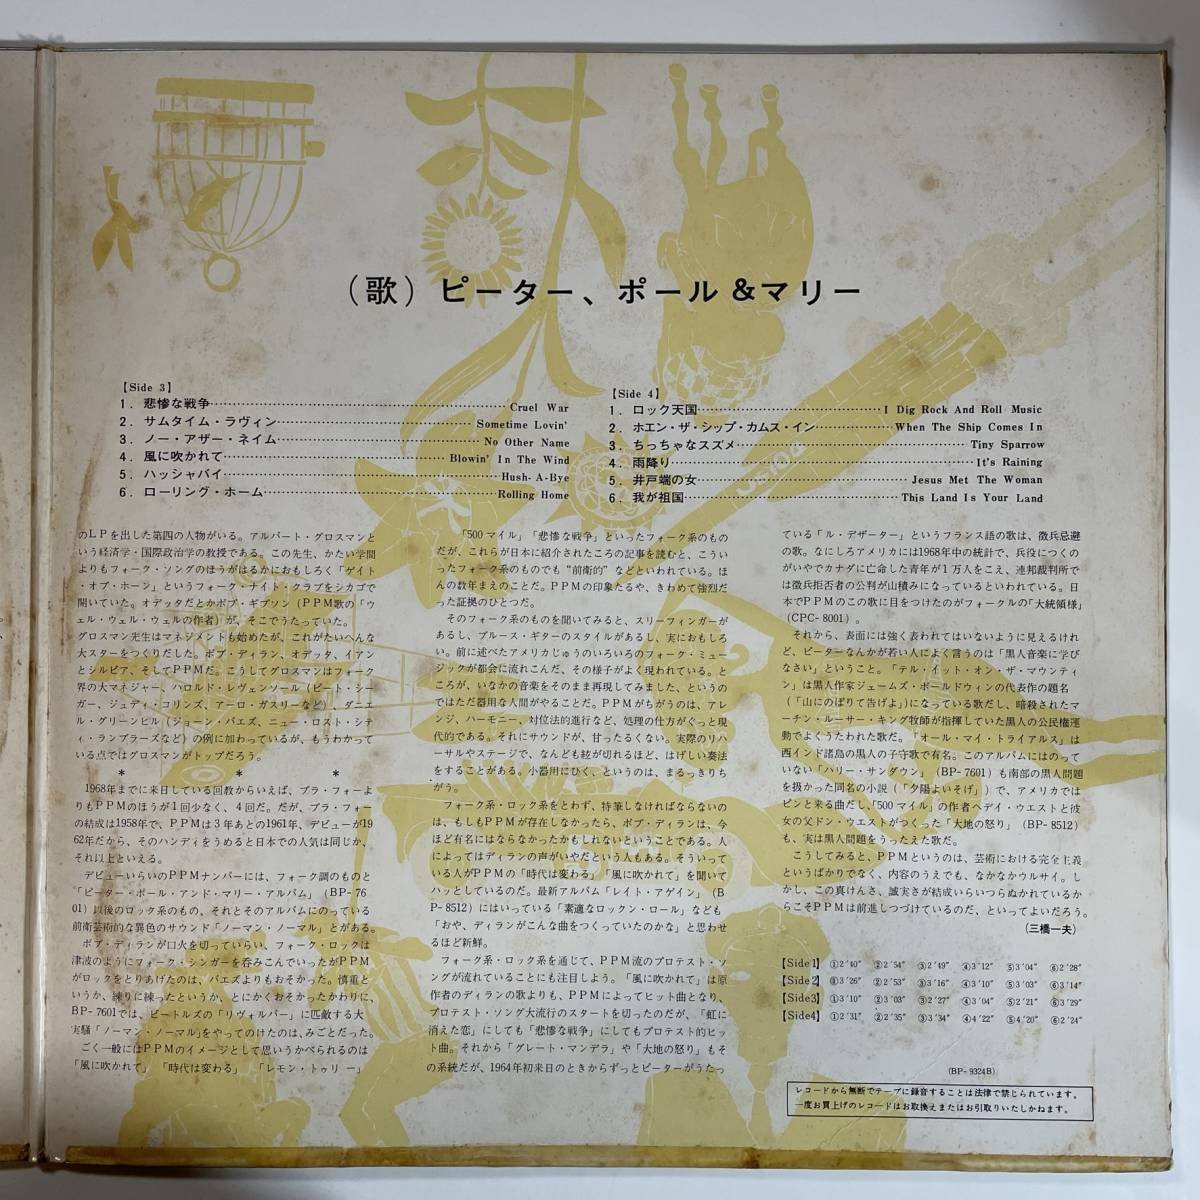 （歌）ピーター、ポール＆マリー
【Side 3】
1．悲惨な戦争 Cruel War
2．サムタイム・ラヴィン Sometime Lovin'
3．ノー・アザー・ネイム No Other Name
4．風に吹かれて Blowin' In The Wind
5．ハッシャバイ Hush-A-Bye
6．ローリング・ホーム Rolling Home
【Side 4】
1．ロック天国 I Dig Rock And Roll Music
2．ホエン・ザ・シップ・カムス・イン When The Ship Comes In
3．ちっちゃなスズメ Tiny Sparrow
4．雨降り It's Raining
5．井戸端の女 Jesus Met The Woman
6．我が祖国 This Land Is Your Land
のLPを出した第四の人物がいる。アルバート・グロスマンと
いう経済学・国際政治学の教授である。この先生、かたい学問
よりもフォーク・ソングのほうがはるかにおもしろく「ゲイト
・オブ・ホーン」というフォーク・ナイト・クラブをシカゴで
開いていた。オデッタだとかボブ・ギブソン（PPM歌の「ウ
ェル・ウェル・ウェルの作者）が、そこでうたっていた。
グロスマン先生はマネジメントも始めたが、これがたいへんな
大スターをつくりだした。ボブ・ディラン、オデッタ、イアン
とシルビア、そしてPPMだ。こうしてグロスマンはフォーク
界の大マネジャー、ハロルド・レヴェンソール（ピート・シー
ガー、ジュディ・コリンズ、アーロ・ガスリーなど）、ダニエ
ル・グリーンヒル（ジョーン・バエズ、ニュー・ロスト・シテ
ィ・ランブラーズなど）の例に加わっているが、もうわかって
いる点ではグロスマンがトップだろう。
＊ ＊ ＊
1968年までに来日している回教からいえば、ブラ・フォーよ
りもPPMのほうが1回少なく、4回だ。だが、ブラ・フォー
の結成は1958年で、PPMは3年あとの1961年、デビューが19
62年だから、そのハンディをうめると日本での人気は同じか、
それ以上といえる。
デビューいらいのPPMナンバーには、フォーク調のものと
「ピーター・ポール・アンド・マリー・アルバム」（BP-76
01）以後のロック系のもの、それとそのアルバムにのっている
前衛芸術的な異色のサウンド「ノーマン・ノーマル」とがある。
ボブ・ディランが口火を切っていらい、フォーク・ロックは
津波のようにフォーク・シンガーを呑みこんでいったがPPM
がロックをとりあげたのは、バエズよりもおそかった。慎重と
いうか、練りに練ったというか、とにかくおそかったかわりに、
BP-7601では、ビートルズの「リヴォルバー」に匹敵する大
実騒「ノーマン・ノーマル」をやってのけたのは、みごとだった。
ごく一般にはPPMのイメージとして思いうかべられるのは
「風に吹かれて」「時代は変わる」「レモン・トゥリー」
「500マイル」「悲惨な戦争」といったフォーク系のもの
だが、これらが日本に紹介されたころの記事を読むと、こうい
ったフォーク系のものでも"前衛的"などといわれている。ほ
んの数年まえのことだ。PPMの印象たるや、きわめて強烈だ
った証拠のひとつだ。
そのフォーク系のものを聞いてみると、スリーフィンガーが
あるし、ブルース・ギターのスタイルがあるし、実におもしろ
い。前に述べたアメリカじゅうのいろいろのフォーク・ミュー
ジックが都会に流れこんだ、その様子がよく現われている。と
ころが、いなかの音楽をそのまま再現してみました、というの
ではただ器用な人間がやることだ。PPMがちがうのは、アレ
ンジ、ハーモニー、対位法的進行など、処理の仕方がぐっと現
代的である。それにサウンドが、甘ったるくない。実際のリハ
ーサルやステージで、なんども絃が切れるほど、はげしい奏法
をすることがある。小器用にひく、というのは、まるっきりち
がう。
フォーク系・ロック系をとわず、特筆しなければならないの
は、もしもPPMが存在しなかったら、ボブ・ディランは、今
ほど有名にはならなかったかもしれないということである。人
によってはディランの声がいやだという人もある。そういって
いる人がPPMの「時代は変わる」「風に吹かれて」を聞いて
ハッとしているのだ。最新アルバム「レイト・アゲイン」（B
P-8512）にはいっている「素適なロックン・ロール」なども
「おや、ディランがこんな曲をつくっていたのかな」と思わせ
るほど新鮮。
フォーク系・ロック系を通じて、PPM流のプロテスト・ソ
ングが流れていることにも注目しよう。「風に吹かれて」は原
作者のディランの歌よりも、PPMによってヒット曲となり、
プロテスト・ソング大流行のスタートを切ったのだが、「虹に
消えた恋」にしても「悲惨な戦争」にしてもプロテスト的ヒッ
ト曲。それから「グレート・マンデラ」や「大地の怒り」もそ
の系統だが、1964年初来日のときからずっとピーターがうたっ
ている「ル・デザーター」というフランス語の歌は、徴兵忌避
の歌。なにしろアメリカには1968年中の統計で、兵役につくの
がいやでカナダに亡命した青年が1万人をこえ、連邦裁判所で
は徴兵拒否者の公判が山積みになっているといわれている。日
本でPPMのこの歌に目をつけたのがフォークルの「大統領様」
（CPC-8001）。
それから、表面には強く表われてはいないように見えるけれ
ど、ピーターなんかが若い人によく言うのは「黒人音楽に学び
なさい」ということ。「テル・イット・オン・ザ・マウンティ
ン」は黒人作家ジェームズ・ボールドウィンの代表作の題名
（「山にのぼりて告げよ」）になっている歌だし、暗殺されたマ
ーチン・ルーサー・キング牧師が指揮していた黒人の公民権運
動でよくうたわれた歌だ。「オール・マイ・トライアルス」は
西インド諸島の黒人の子守歌で有名。このアルバムにはのって
いない「ハリー・サンダウン」（BP-7601）も南部の黒人問題
を扱かった同名の小説（「夕陽よいそげ」）で、アメリカでは
ピンと来る曲だし、「500マイル」の作者ヘデイ・ウエストと彼
女の父ドン・ウエストがつくった「大地の怒り」（BP-8512）
も、実は黒人問題をうったえた歌だ。
こうしてみると、PPMというのは、芸術における完全主義
というばかりでなく、内容のうえでも、なかなかウルサイ。し
かし、この真けんさ、誠実さが結成いらいつらぬかれているか
らこそPPMは前進しつづけているのだ、といってよいだろう。
（三橋一夫）
【Side 1】 ①2′40″ ②2′54″ ③2′49″ ④3′12″ ⑤3′04″ ⑥2′28″
【Side 2】 ①3′26″ ②2′53″ ③3′16″ ④3′10″ ⑤3′03″ ⑥3′14″
【Side 3】 ①3′10″ ②3′03″ ③2′27″ ④3′04″ ⑤2′21″ ⑥3′29″
【Side 4】 ①2′31″ ②2′35″ ③3′34″ ④4′22″ ⑤4′20″ ⑥2′24″
（BP-9324B）
レコードから無断でテープに録音することは法律で禁じられています。
一度お買上げのレコードはお取換えまたはお引取りいたしかねます。